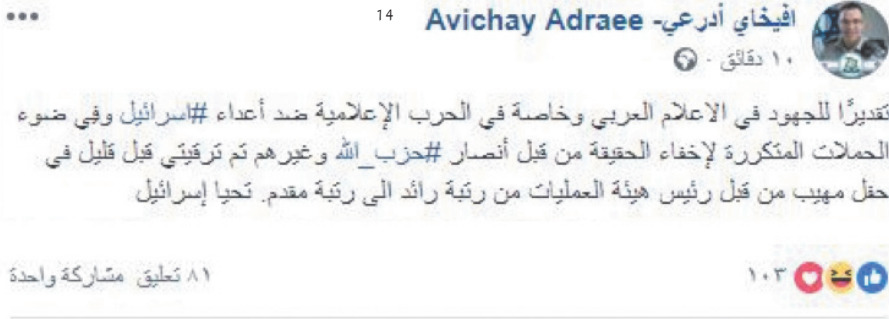 افيخاي أدرعي- Avichay Adraee
14
١٠ دقائق ·
تقديرًا للجهود في الاعلام العربي وخاصة في الحرب الإعلامية ضد أعداء #اسرائيل وفي ضوء
الحملات المتكررة لإخفاء الحقيقة من قبل أنصار #حزب_الله وغيرهم تم ترقيتي قبل قليل في
حفل مهيب من قبل رئيس هيئة العمليات من رتبة رائد الى رتبة مقدم. تحيا إسرائيل
١٠٣
٨١ تعليق مشاركة واحدة